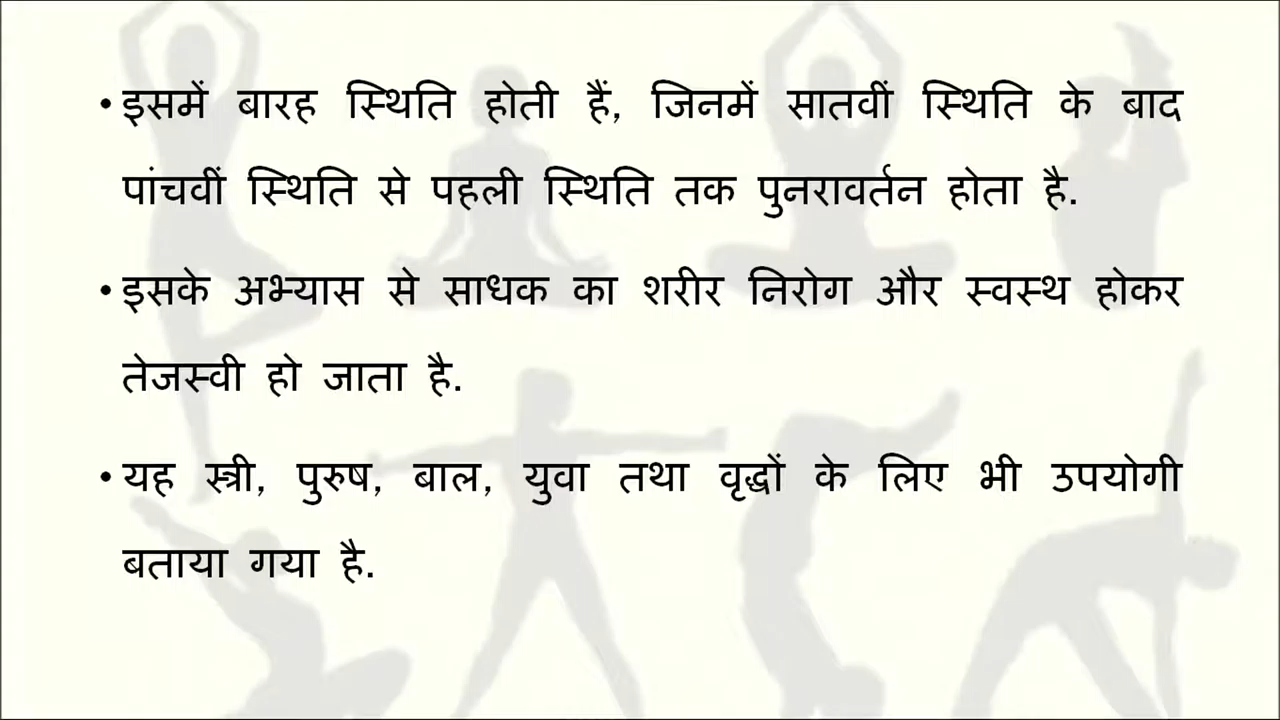 • इसमें बारह स्थिति होती हैं, जिनमें सातवीं स्थिति के बाद
पांचवीं स्थिति से पहली स्थिति तक पुनरावर्तन होता है.
• इसके अभ्यास से साधक का शरीर निरोग और स्वस्थ होकर
तेजस्वी हो जाता है.
• यह स्त्री, पुरुष, बाल, युवा तथा वृद्धों के लिए भी उपयोगी
बताया गया है.